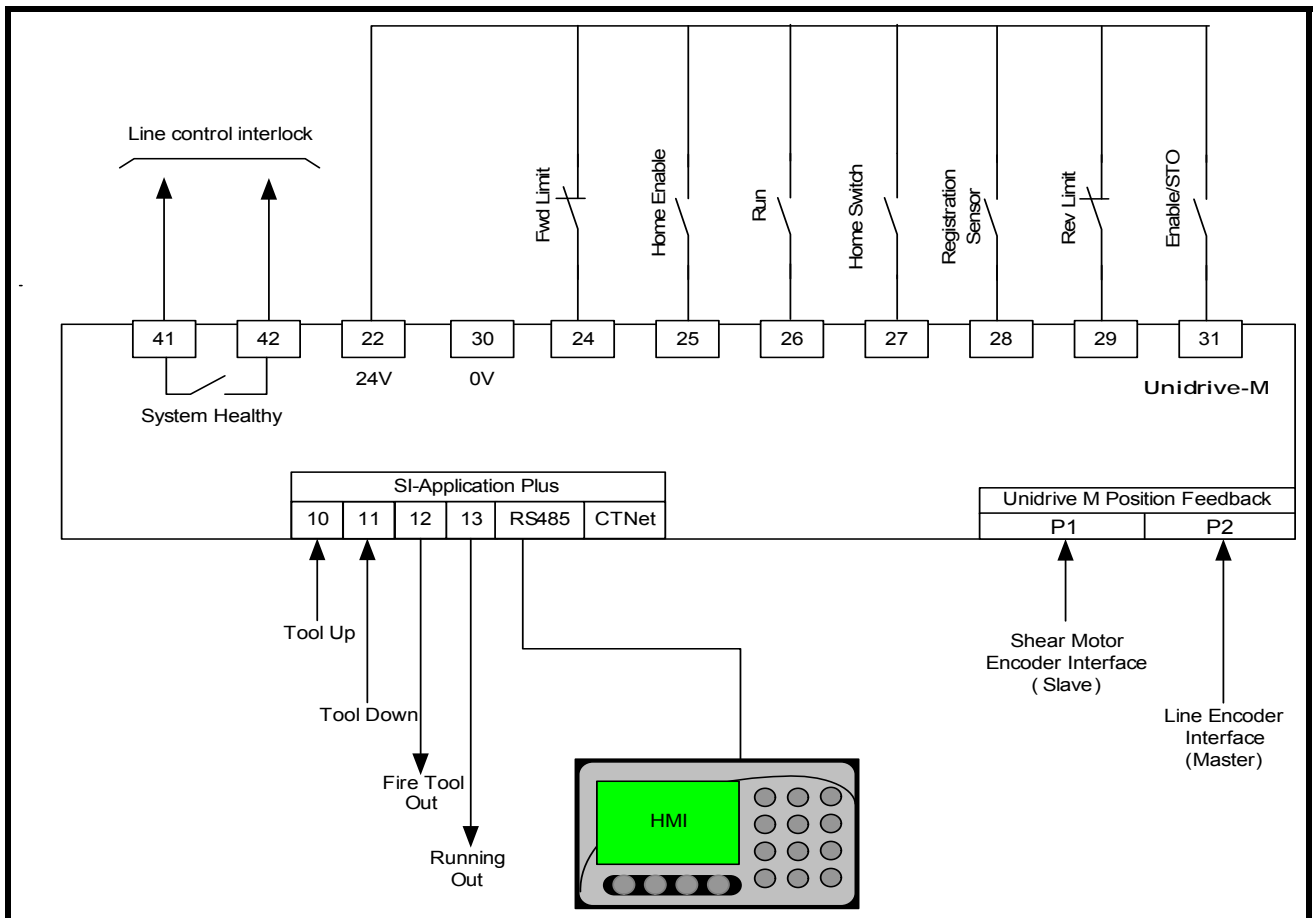 Line control interlock
Fwd Limit
Home Enable
Run
Home Switch
Registration
Sensor
Rev Limit
Enable/STO
41
42
22
30
24
25
26
27
28
29
31
24V
0V
Unidrive-M
System Healthy
SI-Application Plus
10
11
12
13
RS485
CTNet
Unidrive M Position Feedback
P1
P2
Tool Up
Tool Down
Fire Tool
Out
Running
Out
HMI
Shear Motor
Encoder Interface
( Slave)
Line Encoder
Interface
(Master)